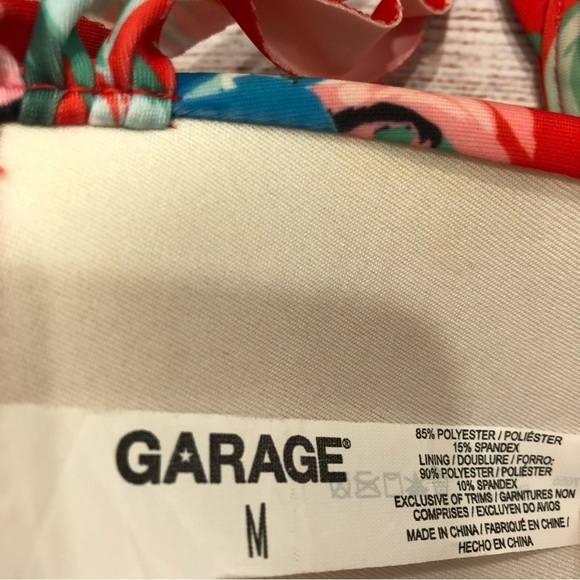 GARAGE®
M
85% POLYESTER / POLIÉSTER
15% SPANDEX
LINING / DOUBLURE / FORRO:
90% POLYESTER / POLIÉSTER
10% SPANDEX
EXCLUSIVE OF TRIMS / GARNITURES NON
COMPRISES / EXCLUYEN DO AVIOS
MADE IN CHINA / FABRIQUÉ EN CHINE /
HECHO EN CHINA